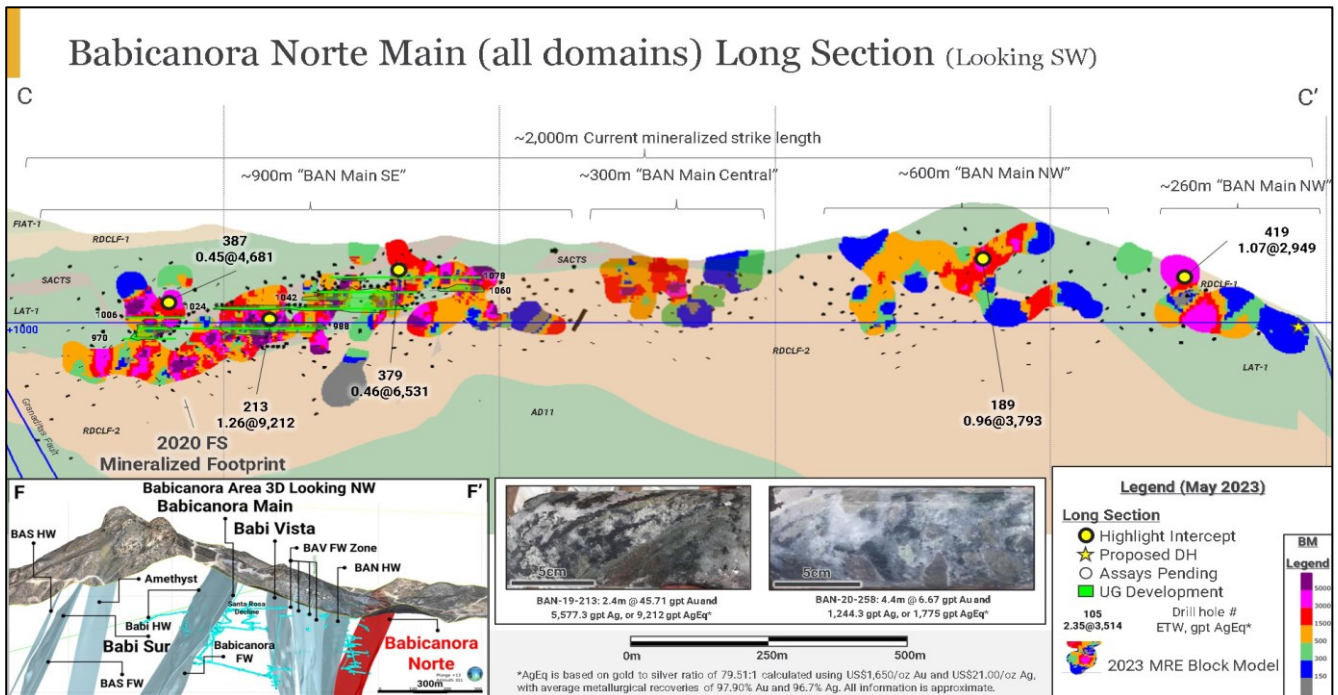 Babicanora Norte Main (all domains) Long Section (Looking SW)
C
C'
~2,000m Current mineralized strike length
~900m "BAN Main SE"
~300m "BAN Main Central"
~600m "BAN Main NW"
~260m "BAN Main NW"
FIAT-1
RDCLF-1
SACTS
LAT-1
+1000
387
0.45@4,681
1006
1024
970
1042
988
1078
1060
SACTS
419
1.07@2,949
RDCLF-1
LAT-1
RDCLF-2
213
1.26@9,212
379
0.46@6,531
189
0.96@3,793
AD11
Granaditas Fault
RDCLF-2
2020 FS
Mineralized Footprint
F
Babicanora Area 3D Looking NW
F'
Babicanora Main
Babi Vista
BAS HW
BAV FW Zone
BAN HW
Amethyst
Santa Rosa
Decline
Babi HW
Babi Sur
Babicanora
FW
BAS FW
Babicanora
Norte
300m
5cm
5cm
BAN-19-213: 2.4m @ 45.71 gpt Au and
5,577.3 gpt Ag, or 9,212 gpt AgEq*
BAN-20-258: 4.4m @ 6.67 gpt Au and
1,244.3 gpt Ag, or 1,775 gpt AgEq*
0m
250m
500m
*AgEq is based on gold to silver ratio of 79.51:1 calculated using US$1,650/oz Au and US$21.00/oz Ag,
with average metallurgical recoveries of 97.90% Au and 96.7% Ag. All information is approximate.
Legend (May 2023)
Long Section
Highlight Intercept
Proposed DH
Assays Pending
UG Development
105
2.35@3,514
Drill hole #
ETW, gpt AgEq*
2023 MRE Block Model
BM
Legend
5000
3000
1000
500
300
150